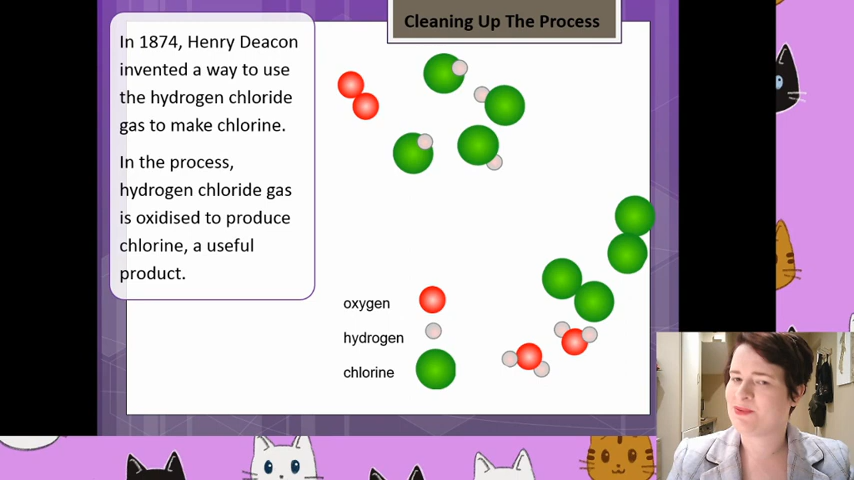 Cleaning Up The Process
In 1874, Henry Deacon
invented a way to use
the hydrogen chloride
gas to make chlorine.
In the process,
hydrogen chloride gas
is oxidised to produce
chlorine, a useful
product.
oxygen
hydrogen
chlorine